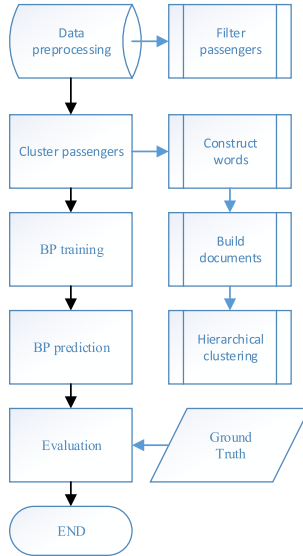 Data
preprocessing
Filter
passengers
Cluster passengers
Construct
words
BP training
Build
documents
BP prediction
Hierarchical
clustering
Evaluation
Ground
Truth
END